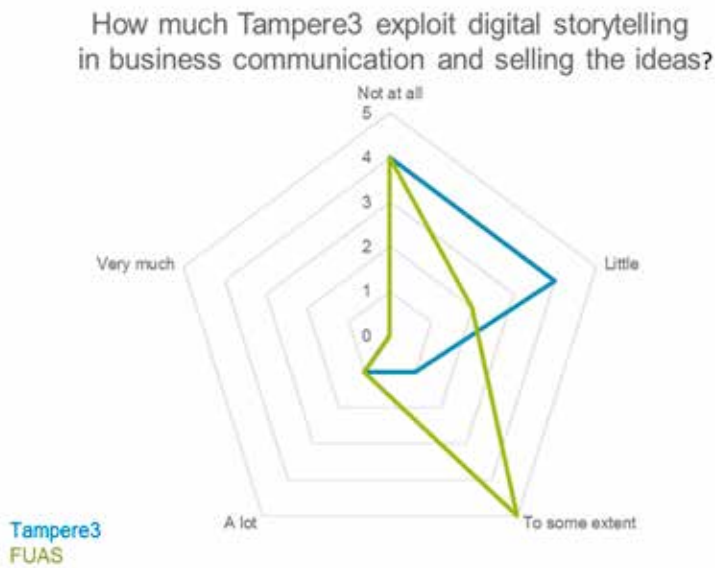 How much Tampere3 exploit digital storytelling
in business communication and selling the ideas?
Not at all
5
4
3
2
1
0
Very much
Little
A lot
To some extent
Tampere3
FUAS